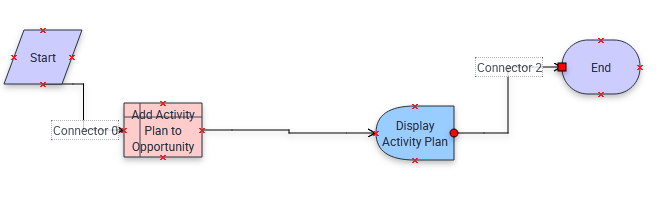 Start
Connector 0
Add Activity
Plan to
Opportunity
Display
Activity Plan
Connector 2
End